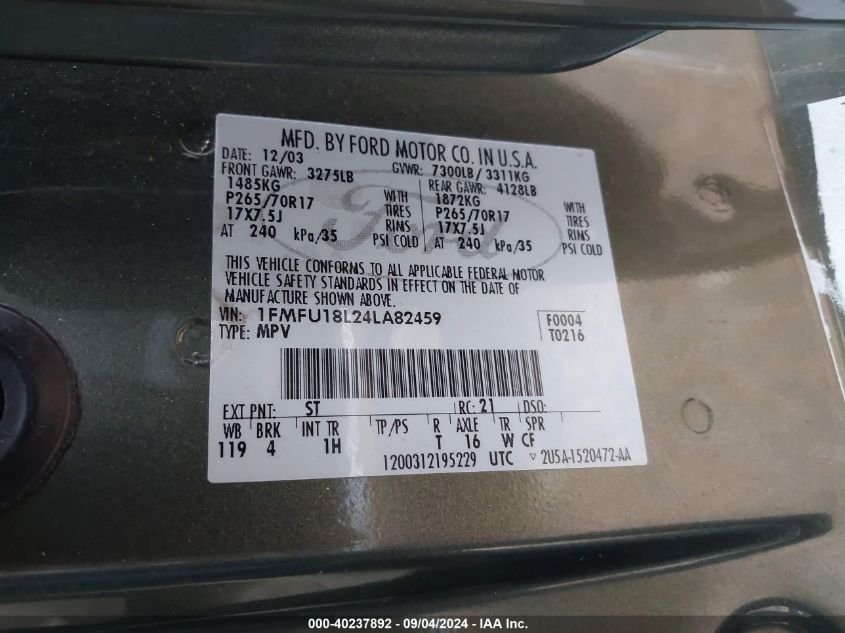 MFD. BY FORD MOTOR CO. IN U.S.A.
DATE: 12/03 GVWR: 7300LB / 3311KG
FRONT GAWR: 3275LB REAR GAWR: 4128LB
1485KG WITH 1872KG WITH
P265/70R17 TIRES P265/70R17 TIRES
17X7.5J RIMS 17X7.5J RIMS
AT 240 kPa/35 PSI COLD AT 240 kPa/35 PSI COLD
Ford
THIS VEHICLE CONFORMS TO ALL APPLICABLE FEDERAL MOTOR
VEHICLE SAFETY STANDARDS IN EFFECT ON THE DATE OF
MANUFACTURE SHOWN ABOVE.
VIN: 1FMFU18L24LA82459 F0004
TYPE: MPV T0216
EXT PNT: ST RC: 21 DSO:
WB BRK INT TR TP/PS R AXLE TR SPR
119 4 1H T 16 W CF
1200312195229 UTC ▽ 2U5A-1520472-AA
000-40237892 - 09/04/2024 - IAA Inc.